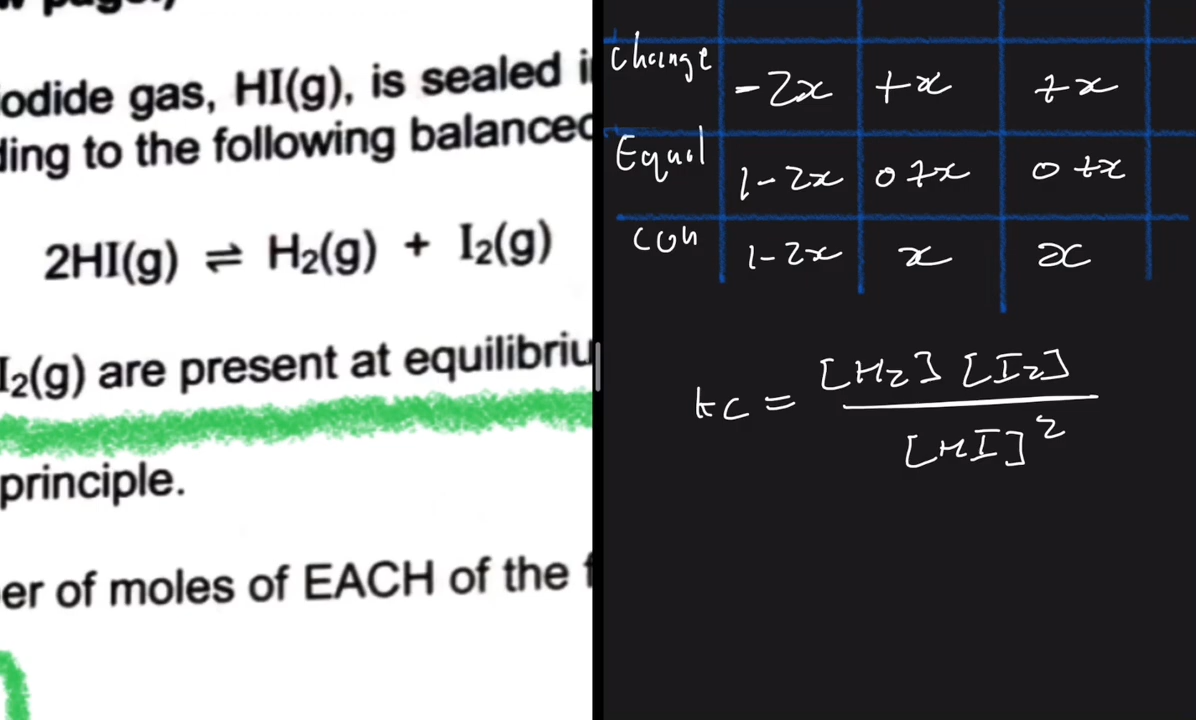 iodide gas, HI(g), is sealed i
ding to the following balanced
2HI(g) ⇌ H₂(g) + I₂(g)
I₂(g) are present at equilibriu
principle.
er of moles of EACH of the f
Change -2x +x +x
Equal 1-2x 0+x 0+x
con 1-2x x x
kc = [H2] [I2] / [HI]²